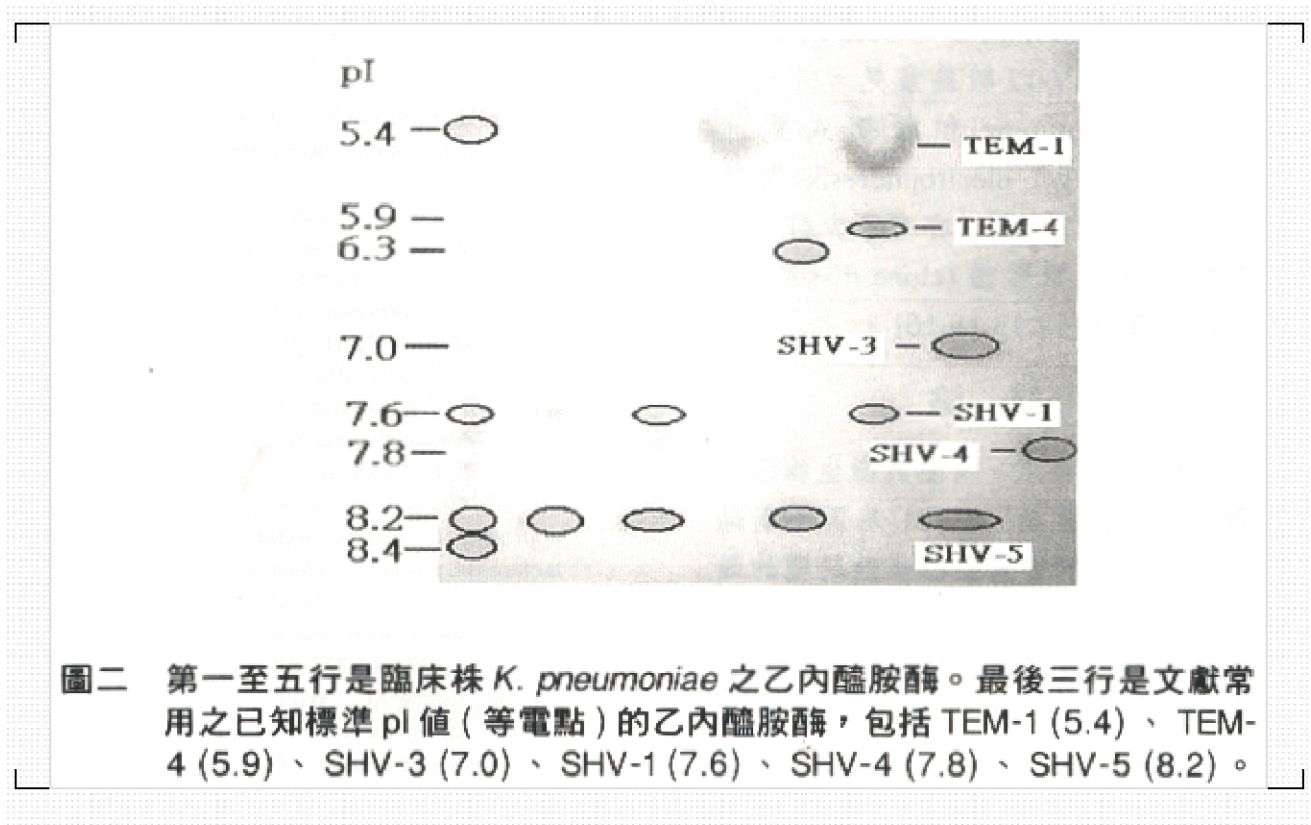 pI
5.4
TEM-1
5.9
TEM-4
6.3
7.0
SHV-3
7.6
SHV-1
7.8
SHV-4
8.2
8.4
SHV-5
圖二 第一至五行是臨床株 K. pneumoniae 之乙內醯胺酶。最後三行是文獻常
用之已知標準 pI 值 ( 等電點 ) 的乙內醯胺酶,包括 TEM-1 (5.4) 、 TEM-
4 (5.9) 、 SHV-3 (7.0) 、 SHV-1 (7.6) 、 SHV-4 (7.8) 、 SHV-5 (8.2) 。